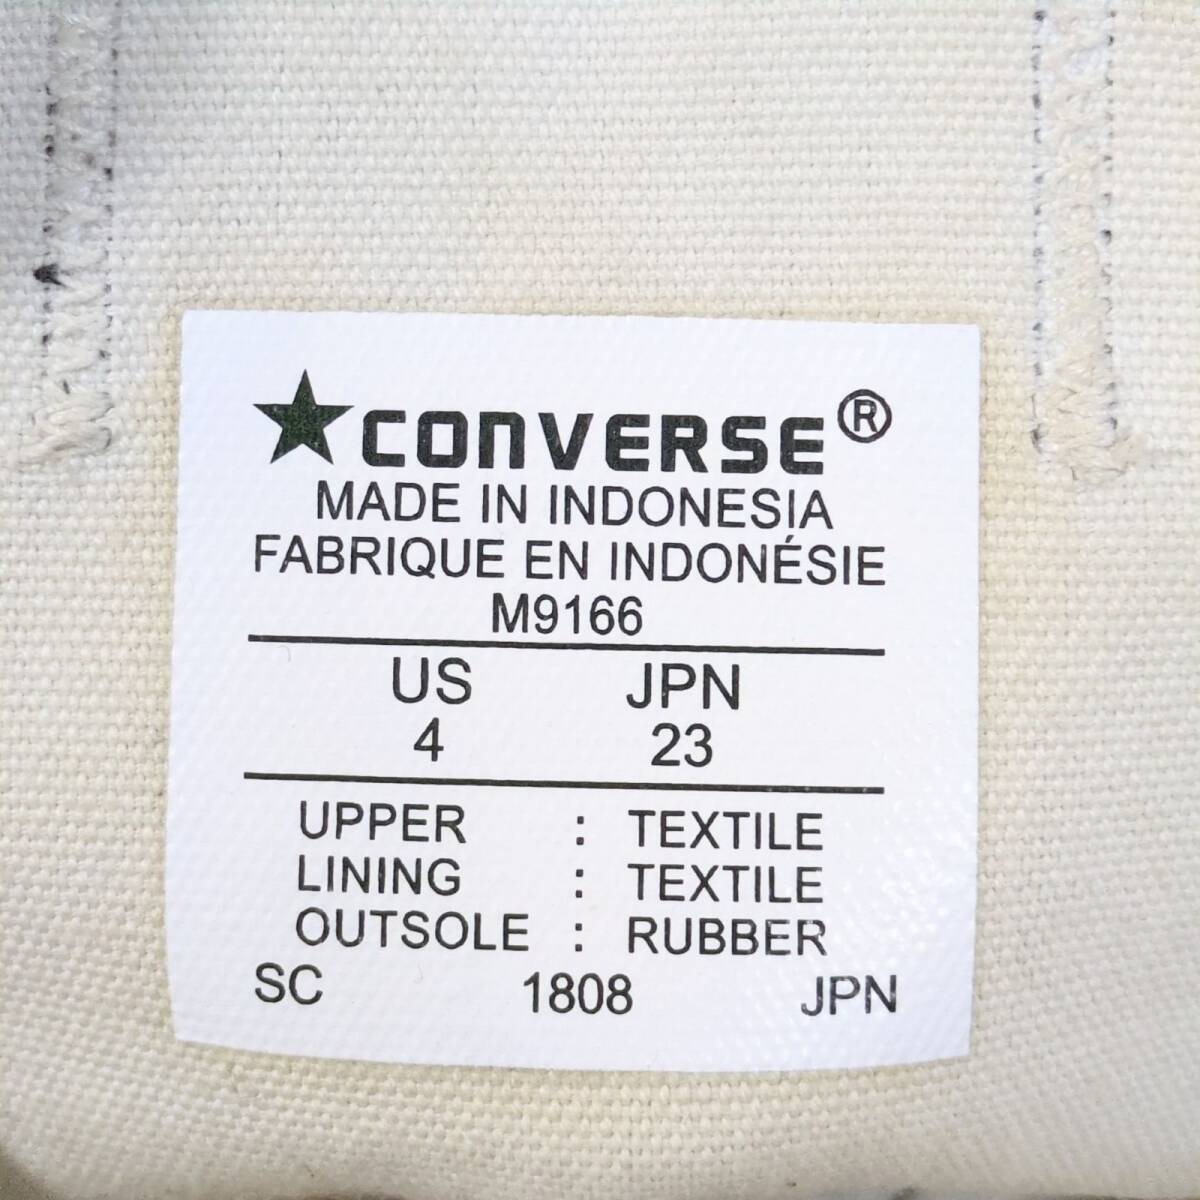 ★CONVERSE®
MADE IN INDONESIA
FABRIQUE EN INDONÉSIE
M9166
US JPN
4 23
UPPER : TEXTILE
LINING : TEXTILE
OUTSOLE : RUBBER
SC 1808 JPN